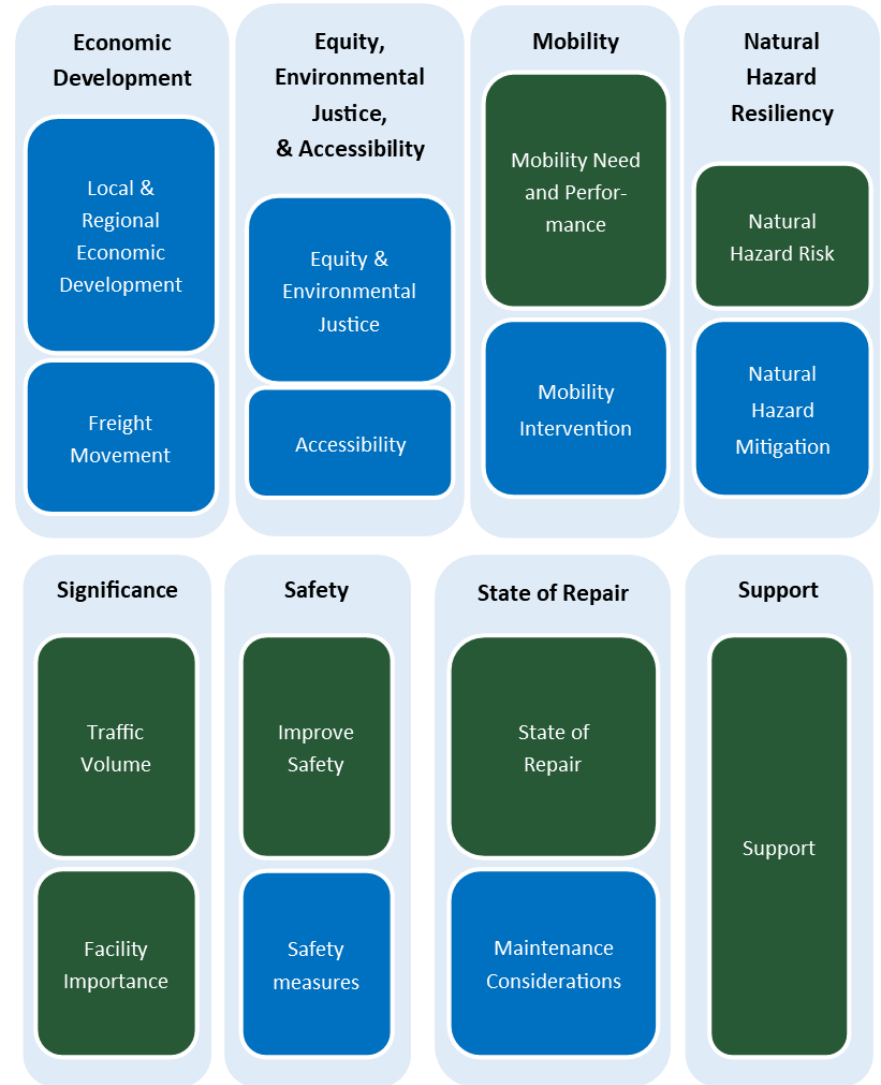 Economic
Development
Local &
Regional
Economic
Development
Freight
Movement
Equity,
Environmental
Justice,
& Accessibility
Equity &
Environmental
Justice
Accessibility
Mobility
Mobility Need
and Perfor-
mance
Mobility
Intervention
Natural
Hazard
Resiliency
Natural
Hazard Risk
Natural
Hazard
Mitigation
Significance
Traffic
Volume
Facility
Importance
Safety
Improve
Safety
Safety
measures
State of Repair
State of
Repair
Maintenance
Considerations
Support
Support